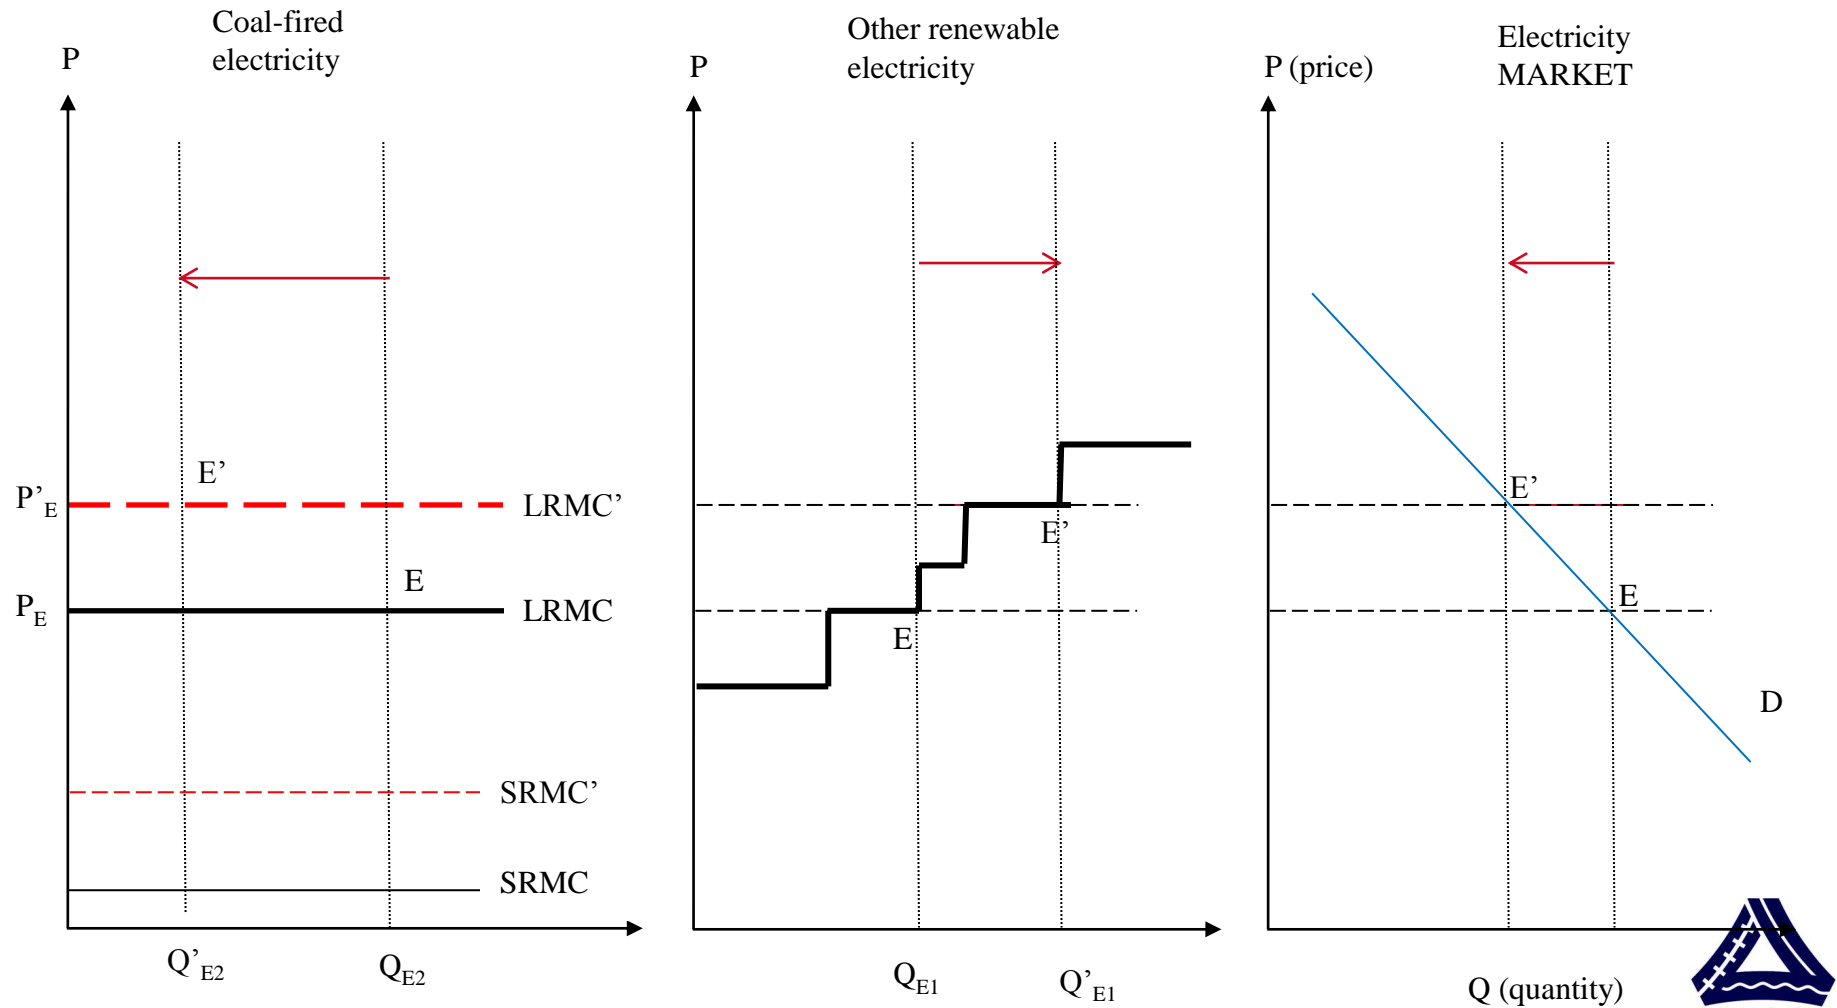 Coal-fired
electricity
P
E’
P’E
LRMC’
E
PE
LRMC
SRMC’
SRMC
Q’E2
QE2
Other renewable
electricity
P
E’
E
QE1
Q’E1
Electricity
MARKET
P (price)
E’
E
D
Q (quantity)